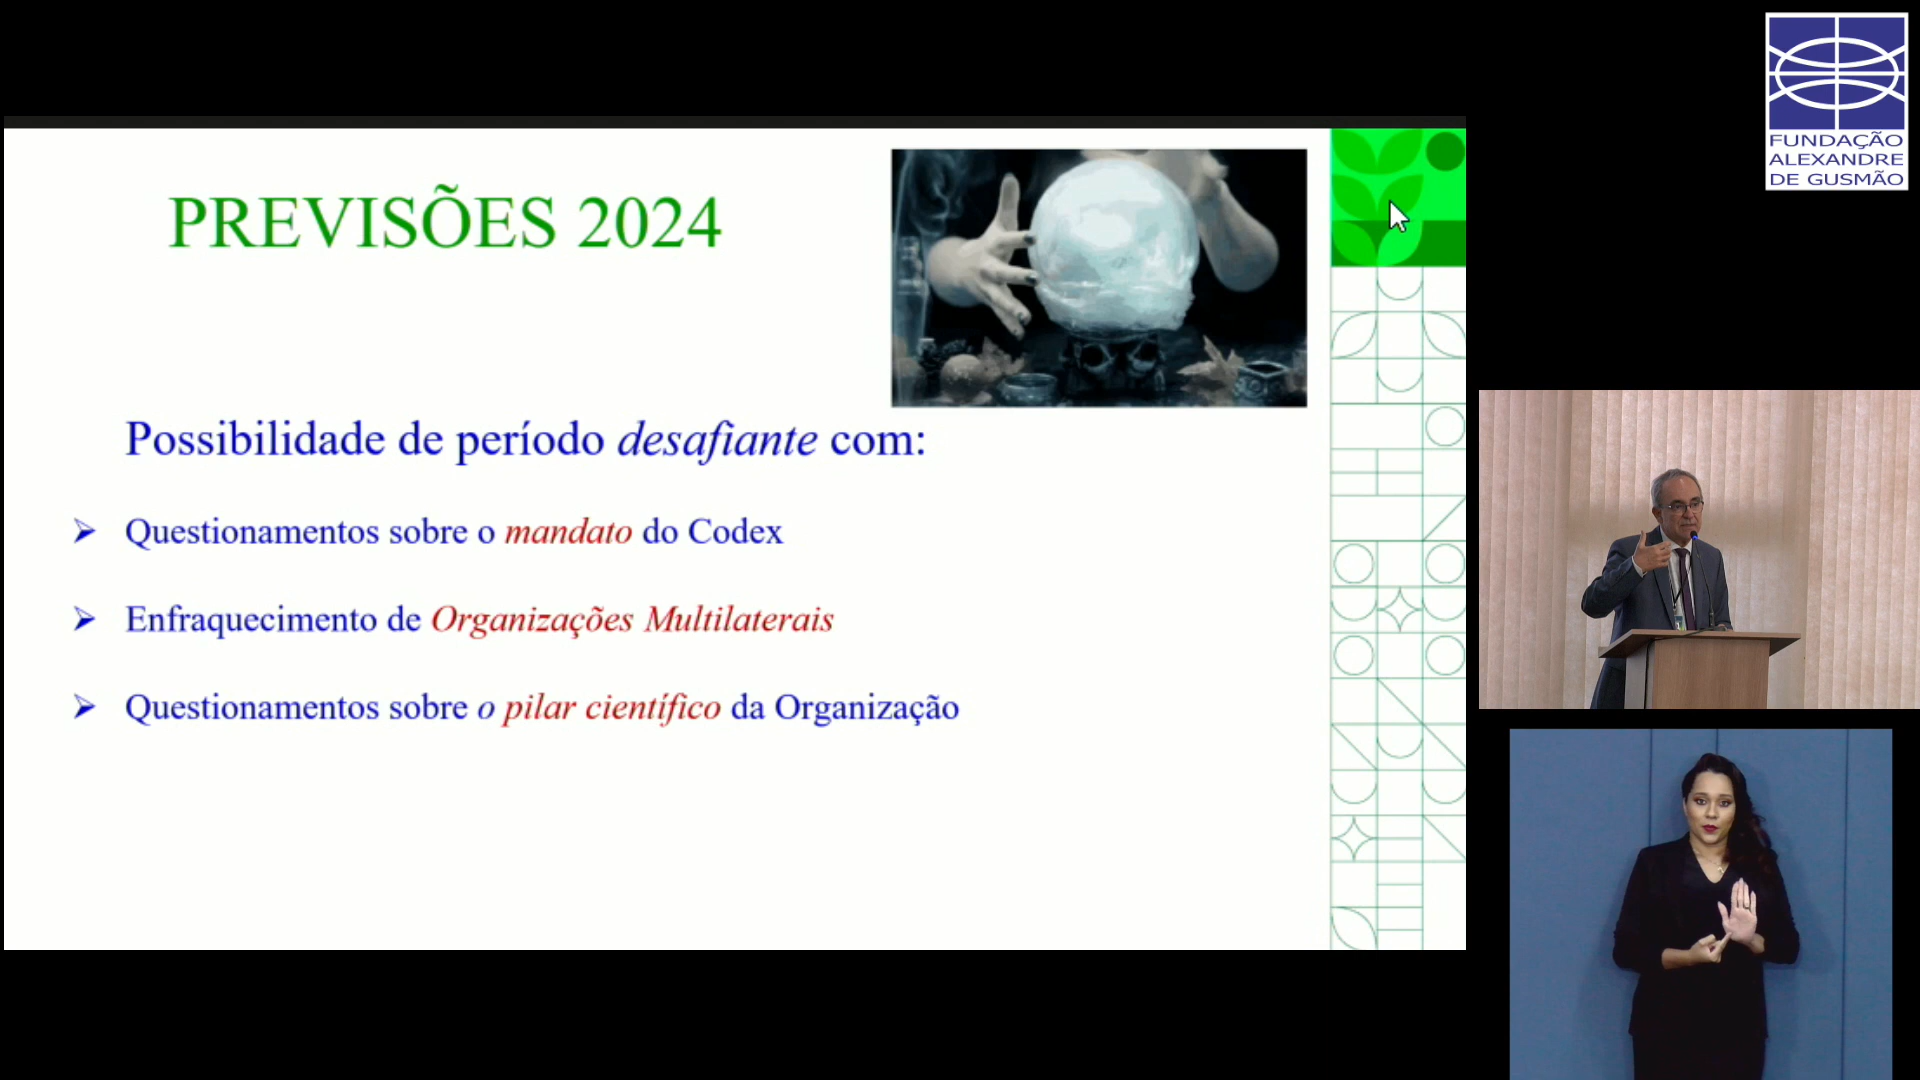 PREVISÕES 2024
Possibilidade de período desafiante com:
➢ Questionamentos sobre o mandato do Codex
➢ Enfraquecimento de Organizações Multilaterais
➢ Questionamentos sobre o pilar científico da Organização
FUNDAÇÃO
ALEXANDRE
DE GUSMÃO